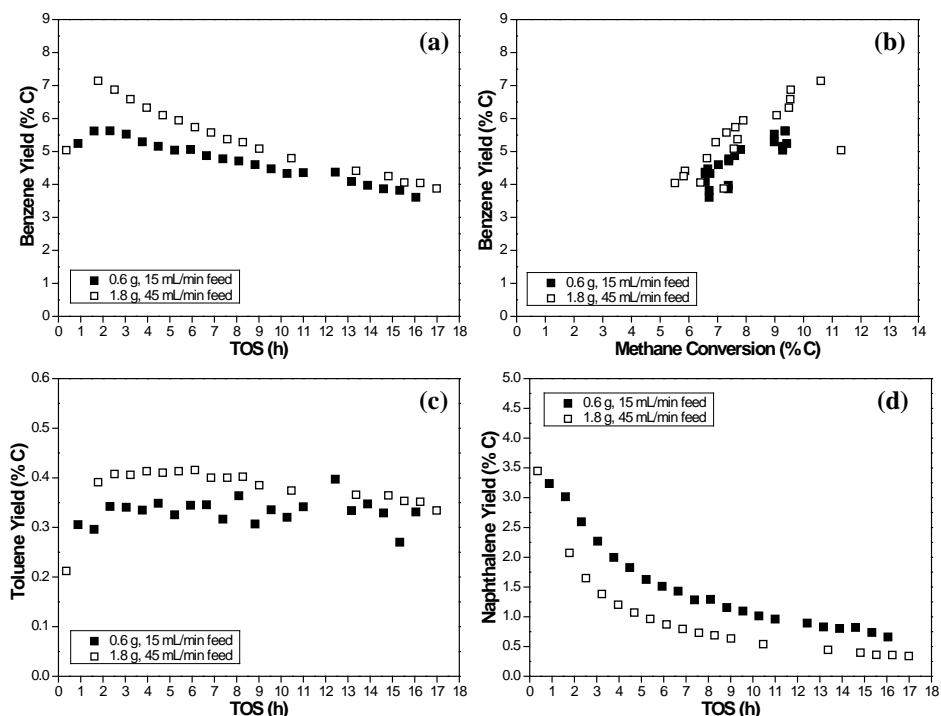 (a)
Benzene Yield (% C)
9
8
7
6
5
4
3
2
1
0
0 1 2 3 4 5 6 7 8 9 10 11 12 13 14 15 16 17 18
TOS (h)
0.6 g, 15 mL/min feed
1.8 g, 45 mL/min feed
(b)
Benzene Yield (% C)
9
8
7
6
5
4
3
2
1
0
0 1 2 3 4 5 6 7 8 9 10 11 12 13 14
Methane Conversion (% C)
0.6 g, 15 mL/min feed
1.8 g, 45 mL/min feed
(c)
Toluene Yield (% C)
0.6
0.5
0.4
0.3
0.2
0.1
0.0
0 1 2 3 4 5 6 7 8 9 10 11 12 13 14 15 16 17 18
TOS (h)
0.6 g, 15 mL/min feed
1.8 g, 45 mL/min feed
(d)
Naphthalene Yield (% C)
5.0
4.5
4.0
3.5
3.0
2.5
2.0
1.5
1.0
0.5
0.0
0 1 2 3 4 5 6 7 8 9 10 11 12 13 14 15 16 17 18
TOS (h)
0.6 g, 15 mL/min feed
1.8 g, 45 mL/min feed